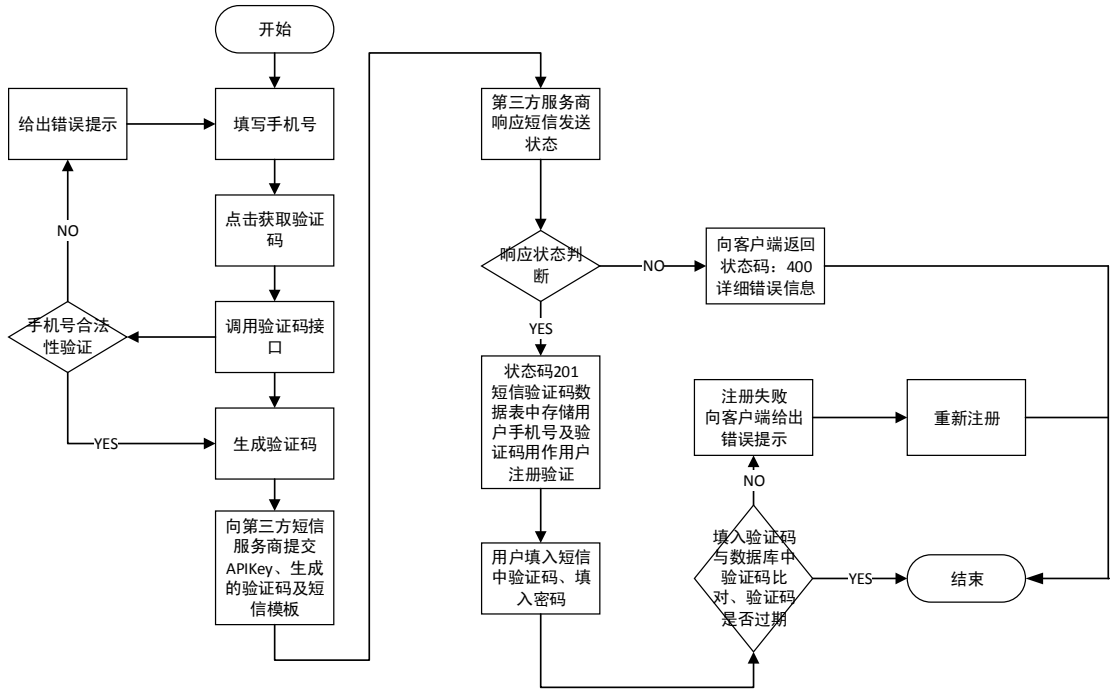 开始
给出错误提示
填写手机号
点击获取验证
码
NO
手机号合法
性验证
调用验证码接
口
YES
生成验证码
向第三方短信
服务商提交
APIKey、生成
的验证码及短
信模板
第三方服务商
响应短信发送
状态
响应状态判
断
NO
向客户端返回
状态码：400
详细错误信息
YES
状态码201
短信验证码数
据表中存储用
户手机号及验
证码用作用户
注册验证
用户填入短信
中验证码、填
入密码
注册失败
向客户端给出
错误提示
重新注册
NO
填入验证码
与数据库中
验证码比
对、验证码
是否过期
YES
结束